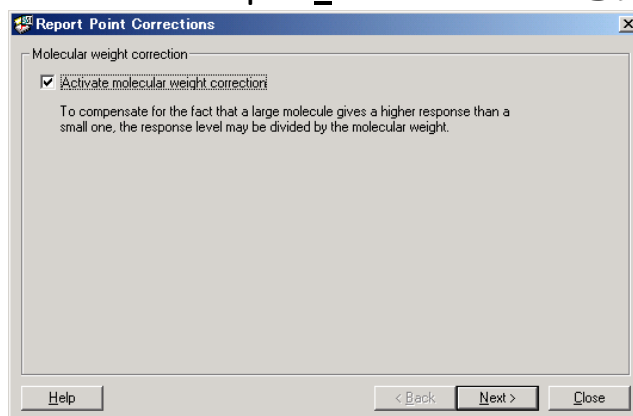 Report Point Corrections
Molecular weight correction
Activate molecular weight correction
To compensate for the fact that a large molecule gives a higher response than a
small one, the response level may be divided by the molecular weight.
Help
< Back
Next >
Close